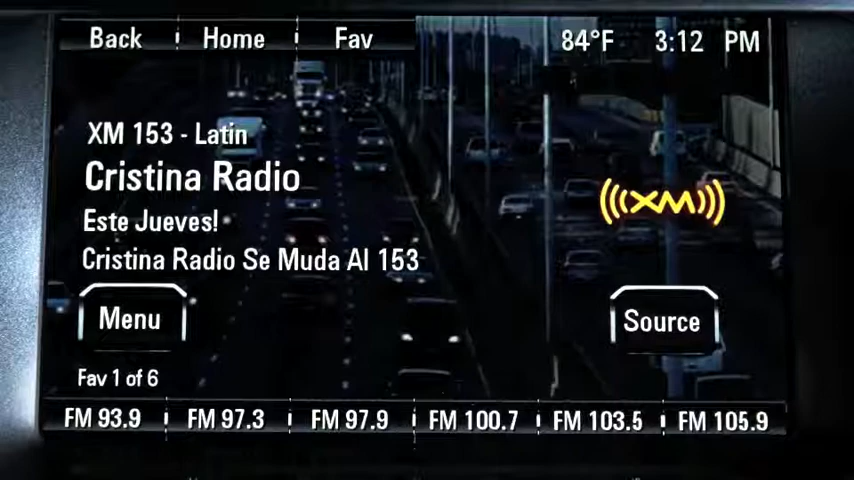 Back Home Fav 84°F 3:12 PM
XM 153 - Latin
Cristina Radio
Este Jueves!
Cristina Radio Se Muda Al 153
XM
Menu
Source
Fav 1 of 6
FM 93.9 FM 97.3 FM 97.9 FM 100.7 FM 103.5 FM 105.9